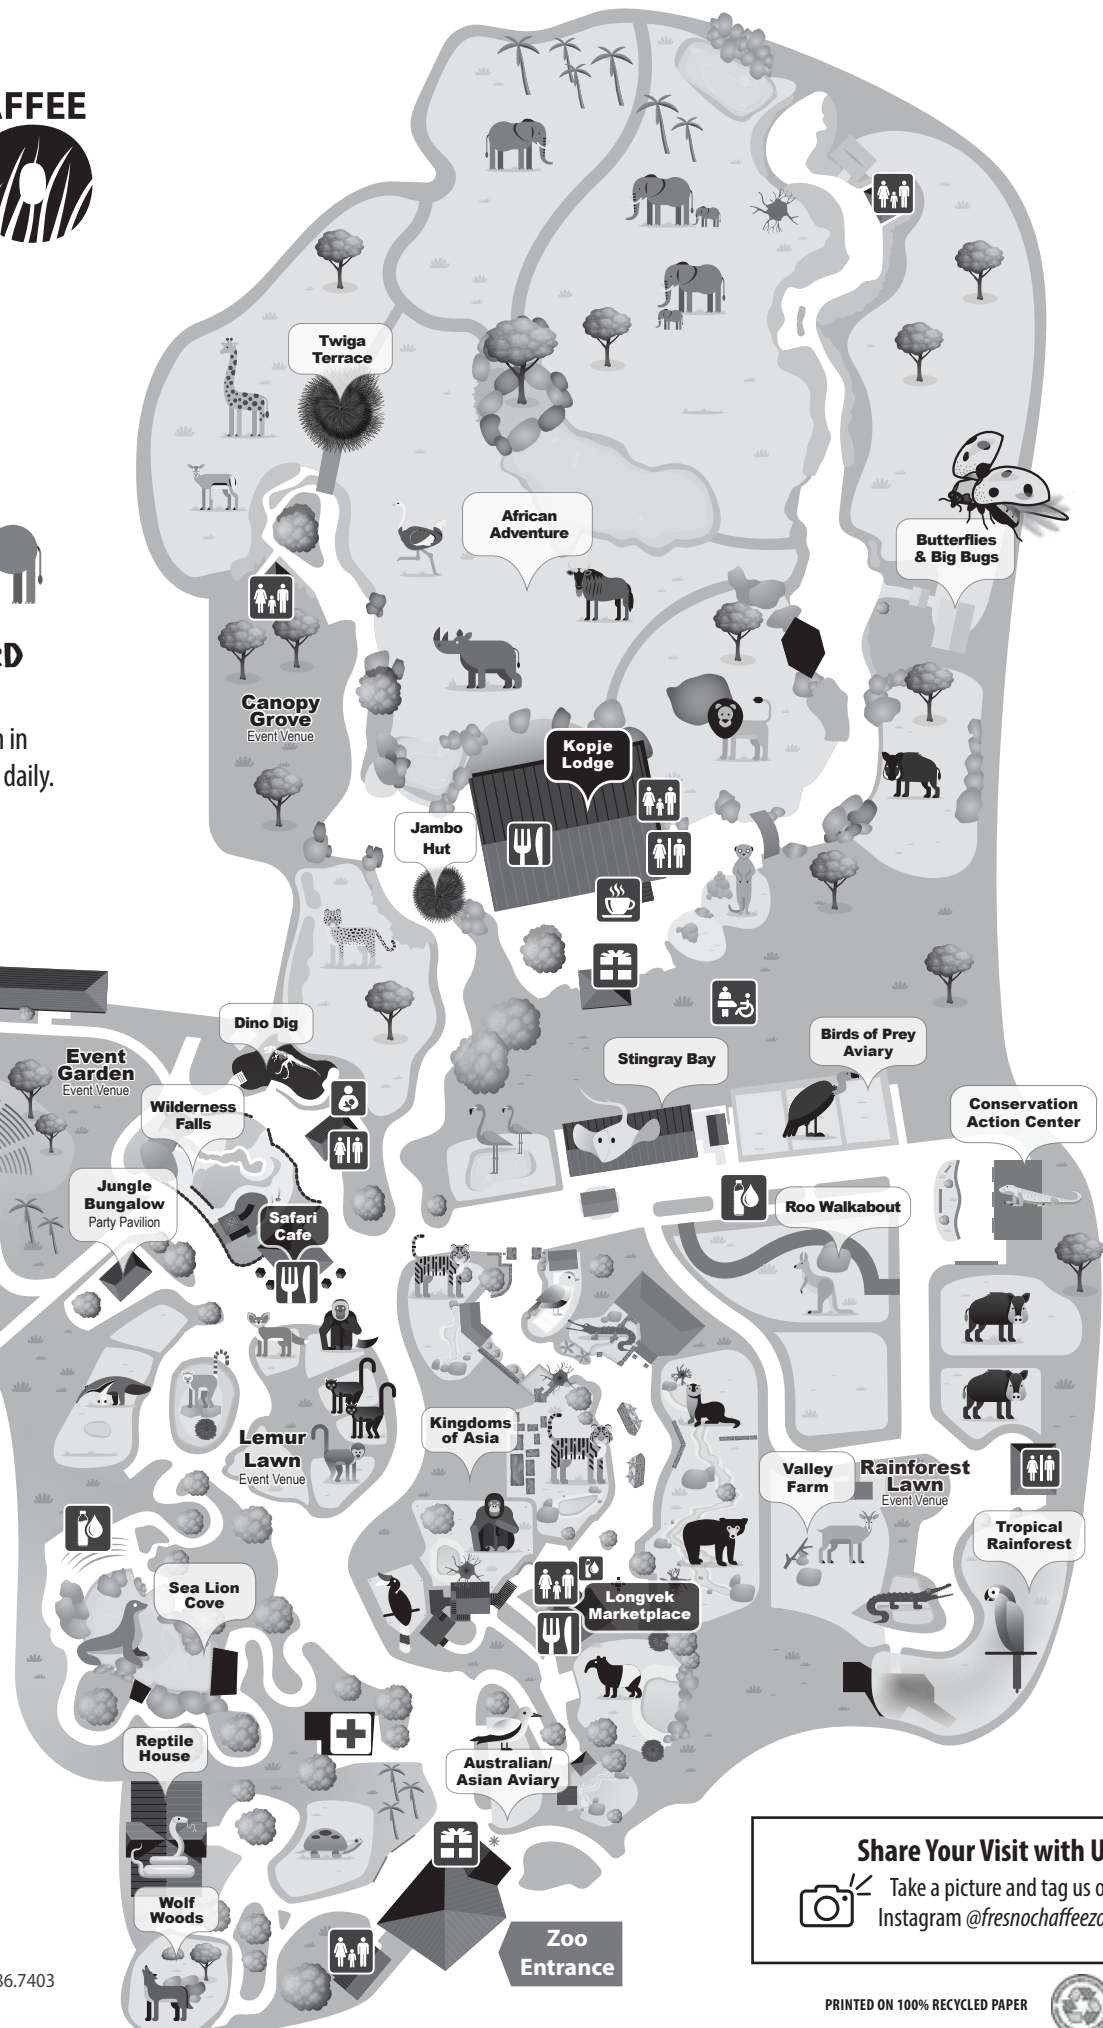 AFFEE
RD
n in
daily.
Twiga
Terrace
African
Adventure
Butterflies
& Big Bugs
Canopy
Grove
Event Venue
Kopje
Lodge
Jambo
Hut
Dino Dig
Event
Garden
Event Venue
Wilderness
Falls
Stingray Bay
Birds of Prey
Aviary
Conservation
Action Center
Jungle
Bungalow
Party Pavilion
Safari
Cafe
Roo Walkabout
Kingdoms
of Asia
Lemur
Lawn
Event Venue
Valley
Farm
Rainforest
Lawn
Event Venue
Tropical
Rainforest
Sea Lion
Cove
Longvek
Marketplace
Reptile
House
Australian/
Asian Aviary
*
Wolf
Woods
Zoo
Entrance
Share Your Visit with U
Take a picture and tag us o
Instagram @fresnochaffeezo
86.7403
PRINTED ON 100% RECYCLED PAPER